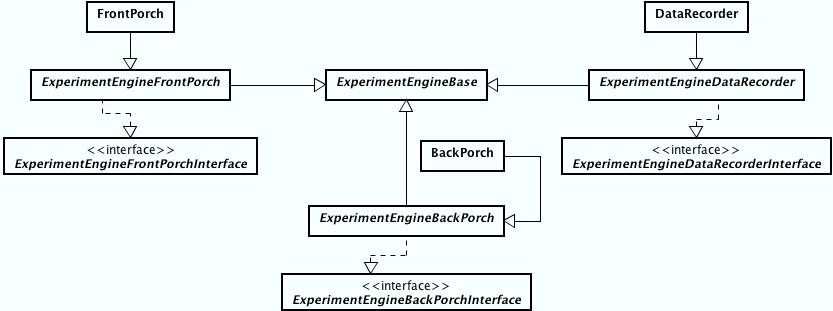 FrontPorch
DataRecorder
ExperimentEngineFrontPorch
ExperimentEngineBase
ExperimentEngineDataRecorder
<<interface>>
ExperimentEngineFrontPorchInterface
BackPorch
<<interface>>
ExperimentEngineDataRecorderInterface
ExperimentEngineBackPorch
<<interface>>
ExperimentEngineBackPorchInterface